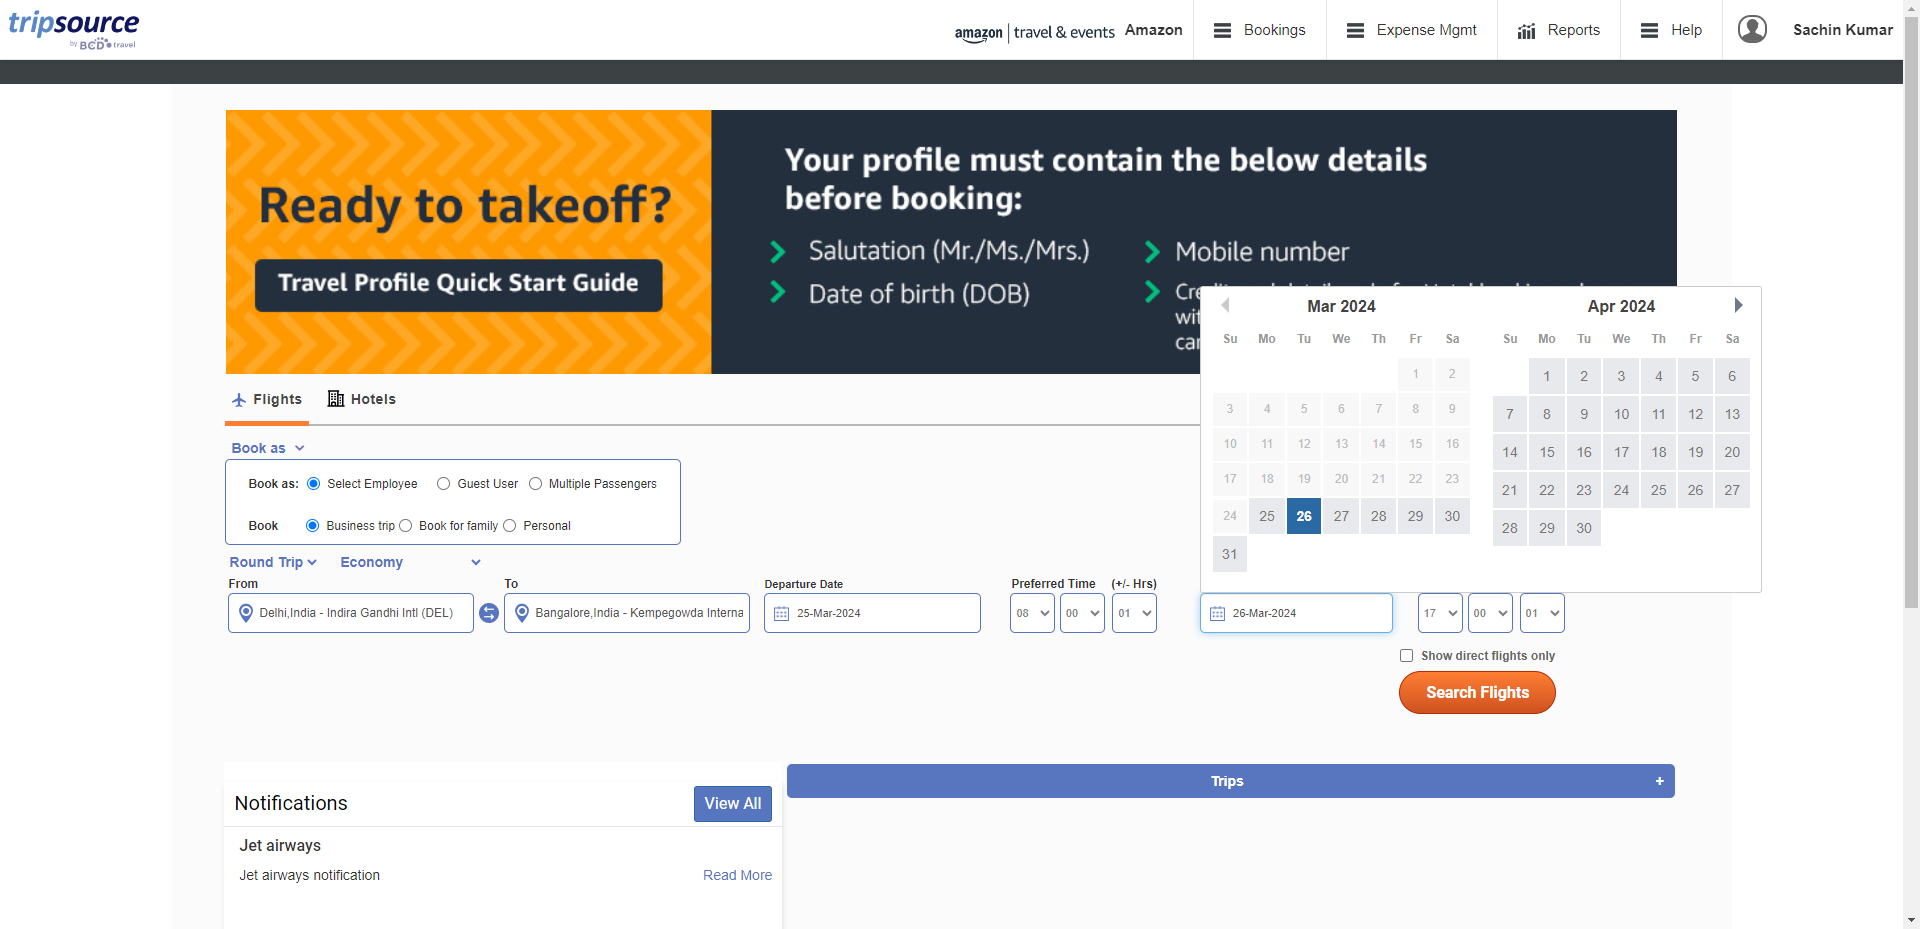 tripsource
by BCD travel
amazon | travel & events Amazon Bookings Expense Mgmt Reports Help Sachin Kumar
Ready to takeoff?
Travel Profile Quick Start Guide
Your profile must contain the below details
before booking:
Salutation (Mr./Ms./Mrs.) Mobile number
Date of birth (DOB)
Mar 2024 Apr 2024
Su Mo Tu We Th Fr Sa Su Mo Tu We Th Fr Sa
1 2 1 2 3 4 5 6
3 4 5 6 7 8 9 7 8 9 10 11 12 13
10 11 12 13 14 15 16 14 15 16 17 18 19 20
17 18 19 20 21 22 23 21 22 23 24 25 26 27
24 25 26 27 28 29 30 28 29 30
31
Flights Hotels
Book as
Book as: Select Employee Guest User Multiple Passengers
Book Business trip Book for family Personal
Round Trip Economy
From To Departure Date Preferred Time (+/- Hrs)
Delhi,India - Indira Gandhi Intl (DEL) Bangalore,India - Kempegowda Interna 25-Mar-2024 08 00 01 26-Mar-2024 17 00 01
Show direct flights only
Search Flights
Trips +
Notifications View All
Jet airways
Jet airways notification Read More